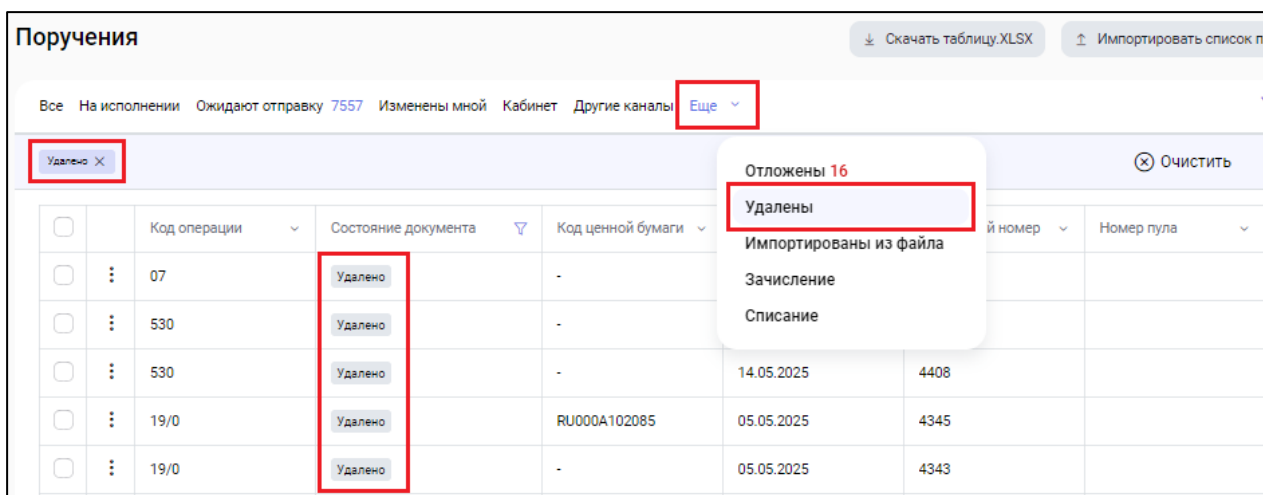 Поручения
Скачать таблицу.XLSX
Импортировать список п
Все На исполнении Ожидают отправку 7557 Изменены мной Кабинет Другие каналы Еще
Удалено
Очистить
Отложены 16
Удалены
Импортированы из файла
Зачисление
Списание
Код операции Состояние документа Код ценной бумаги й номер Номер пула
07 Удалено -
530 Удалено -
530 Удалено - 14.05.2025 4408
19/0 Удалено RU000A102085 05.05.2025 4345
19/0 Удалено - 05.05.2025 4343